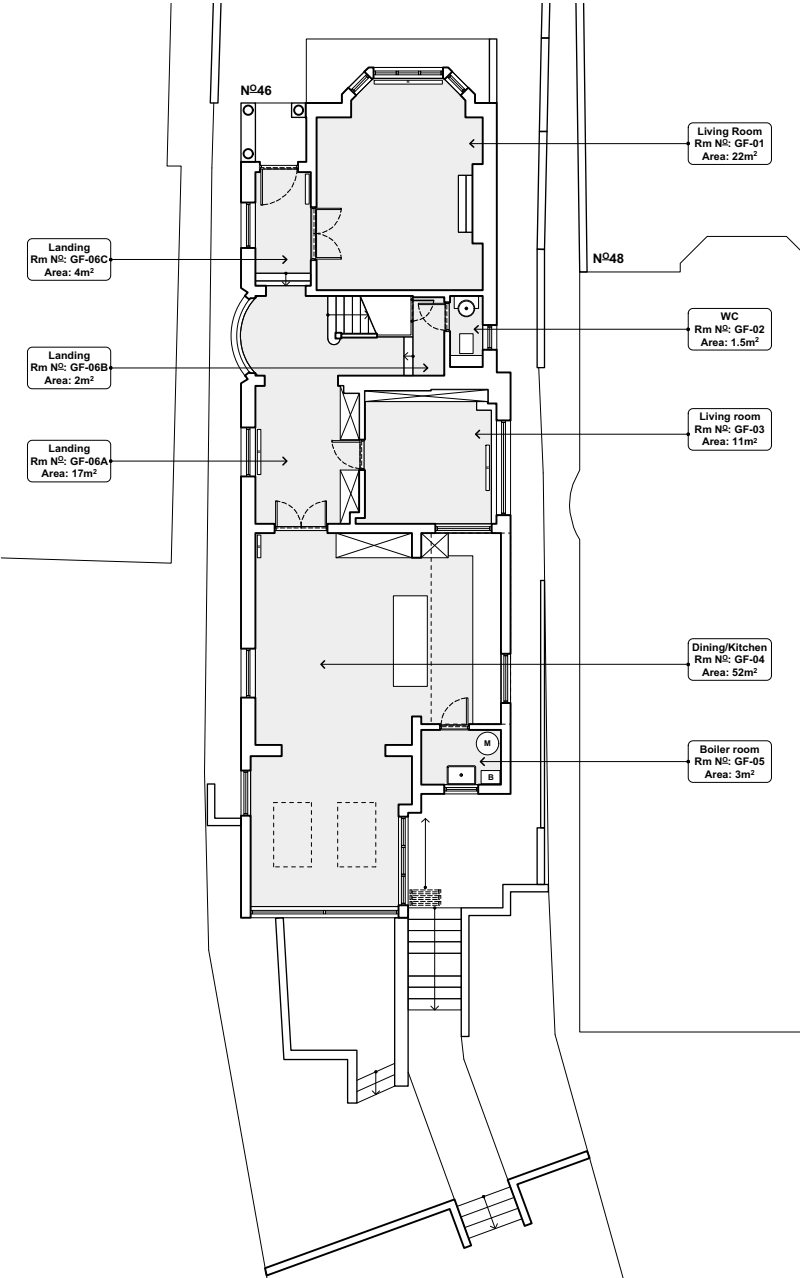 Nº46
Living Room
Rm Nº: GF-01
Area: 22m²
Landing
Rm Nº: GF-06C
Area: 4m²
Nº48
WC
Rm Nº: GF-02
Area: 1.5m²
Landing
Rm Nº: GF-06B
Area: 2m²
Living room
Rm Nº: GF-03
Area: 11m²
Landing
Rm Nº: GF-06A
Area: 17m²
Dining/Kitchen
Rm Nº: GF-04
Area: 52m²
Boiler room
Rm Nº: GF-05
Area: 3m²
M
B